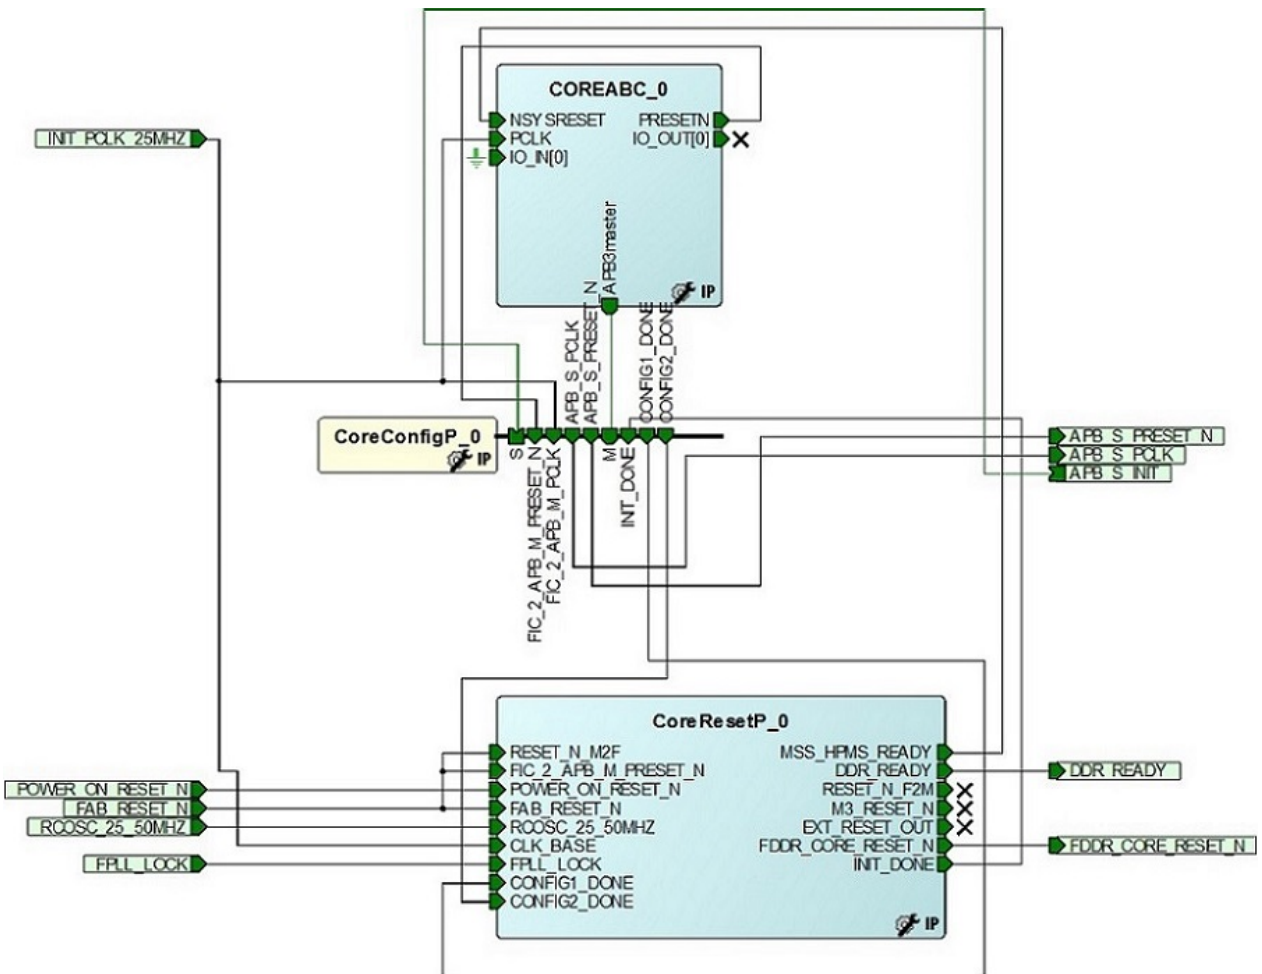 COREABC_0
NSYSRESET PRESETN
INIT_PCLK_25MHZ PCLK IO_OUT[0]
IO_IN[0]
APB3master
IP
APB_S_PCLK
APB_S_PRESET_N
CONFIG1_DONE
CONFIG2_DONE
CoreConfigP_0
IP
S
FIC_2_APB_M_PRESET_N
FIC_2_APB_M_PCLK
M
INIT_DONE
APB_S_PRESET_N
APB_S_PCLK
APB_S_INIT
CoreResetP_0
RESET_N_M2F MSS_HPMS_READY
FIC_2_APB_M_PRESET_N DDR_READY DDR_READY
POWER_ON_RESET_N POWER_ON_RESET_N RESET_N_F2M
FAB_RESET_N FAB_RESET_N M3_RESET_N
RCOSC_25_50MHZ RCOSC_25_50MHZ EXT_RESET_OUT
CLK_BASE FDDR_CORE_RESET_N FDDR_CORE_RESET_N
FPLL_LOCK FPLL_LOCK INIT_DONE
CONFIG1_DONE
CONFIG2_DONE
IP